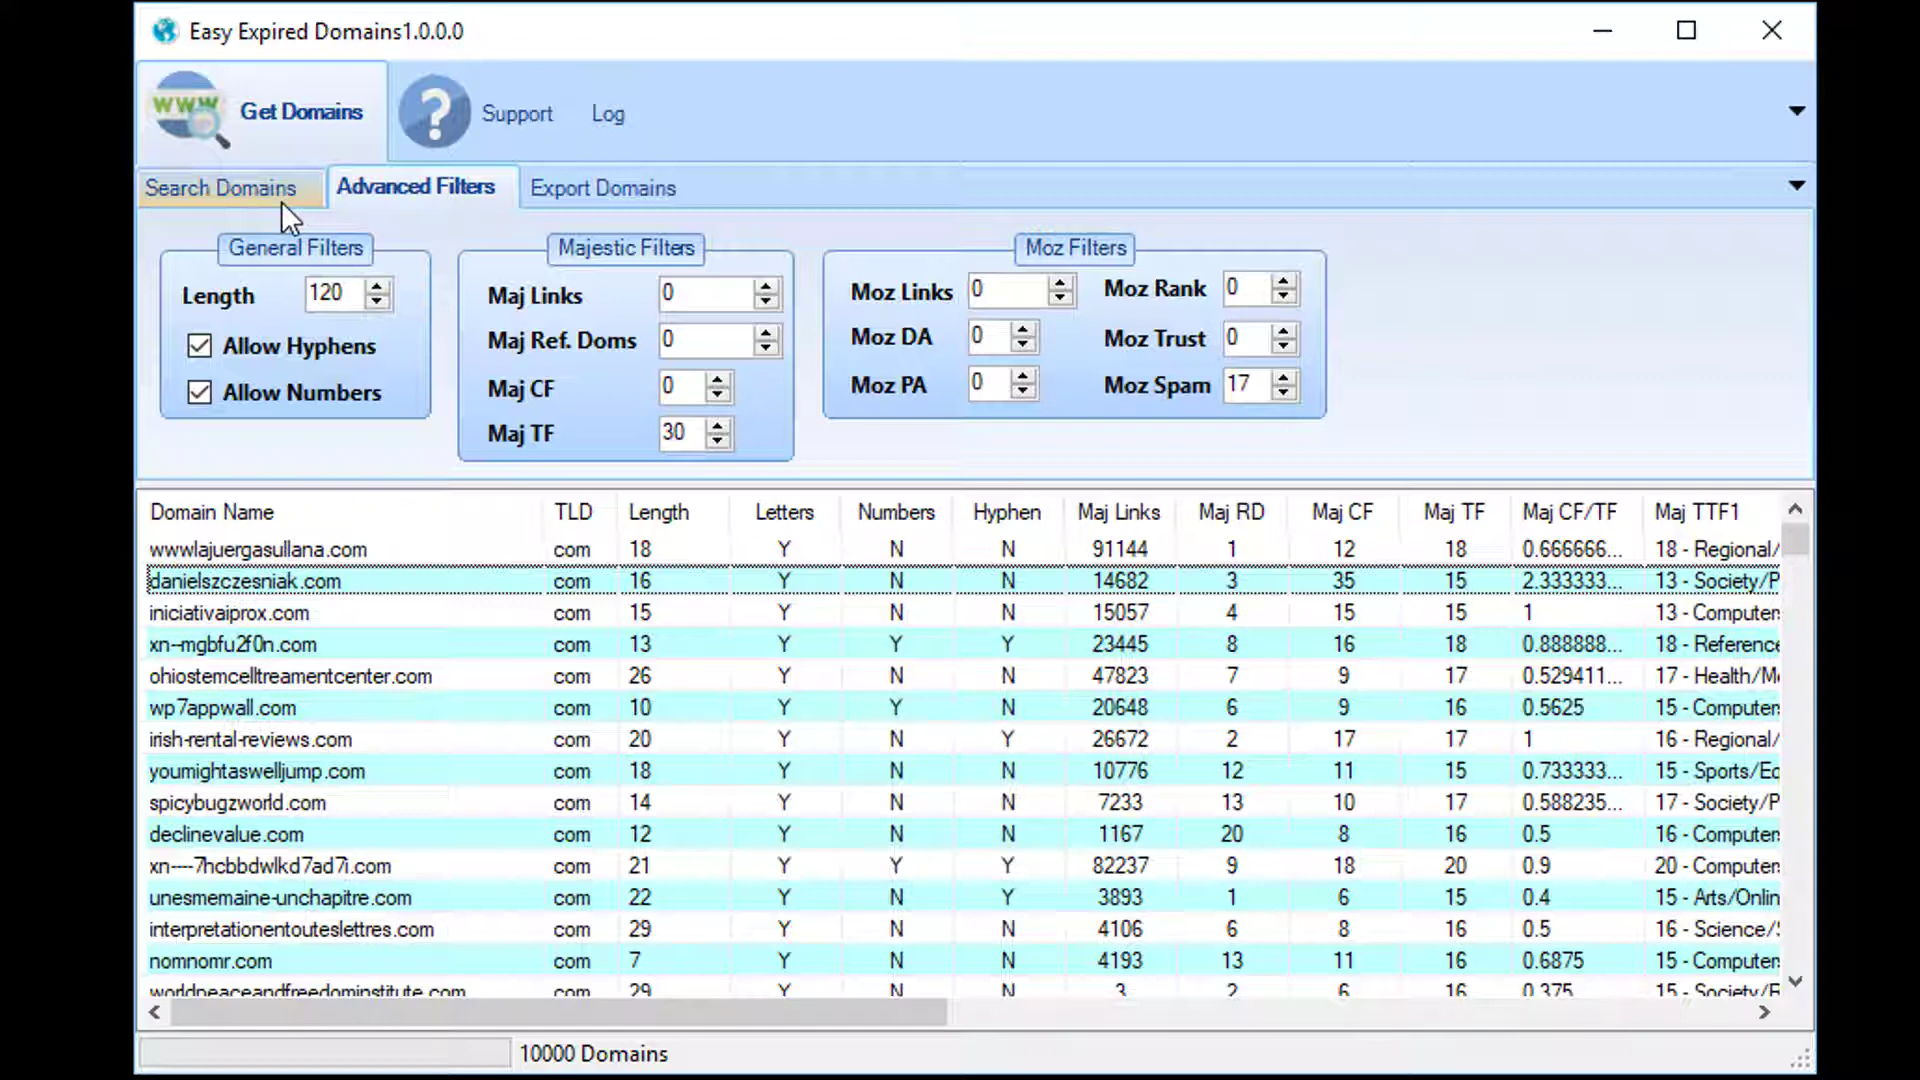 Easy Expired Domains1.0.0.0
WWW Get Domains ? Support Log
Search Domains Advanced Filters Export Domains
General Filters Majestic Filters Moz Filters
Length 120 Maj Links 0 Moz Links 0 Moz Rank 0
Allow Hyphens Maj Ref. Doms 0 Moz DA 0 Moz Trust 0
Allow Numbers Maj CF 0 Moz PA 0 Moz Spam 17
Maj TF 30
Domain Name TLD Length Letters Numbers Hyphen Maj Links Maj RD Maj CF Maj TF Maj CF/TF Maj TTF1
wwwlajuergasullana.com com 18 Y N N 91144 1 12 18 0.666666... 18 - Regional/
danielszczesniak.com com 16 Y N N 14682 3 35 15 2.333333... 13 - Society/P
iniciativaiprox.com com 15 Y N N 15057 4 15 15 1 13 - Computer
xn--mgbfu2f0n.com com 13 Y Y Y 23445 8 16 18 0.888888... 18 - Reference
ohiostemcelltreamentcenter.com com 26 Y N N 47823 7 9 17 0.529411... 17 - Health/M
wp7appwall.com com 10 Y Y N 20648 6 9 16 0.5625 15 - Computer
irish-rental-reviews.com com 20 Y N Y 26672 2 17 17 1 16 - Regional/
youmightaswelljump.com com 18 Y N N 10776 12 11 15 0.733333... 15 - Sports/Ec
spicybugzworld.com com 14 Y N N 7233 13 10 17 0.588235... 17 - Society/P
declinevalue.com com 12 Y N N 1167 20 8 16 0.5 16 - Computer
xn----7hcbbdwlkd7ad7i.com com 21 Y Y Y 82237 9 18 20 0.9 20 - Computer
unesmemaine-unchapitre.com com 22 Y N Y 3893 1 6 15 0.4 15 - Arts/Onlin
interpretationentouteslettres.com com 29 Y N N 4106 6 8 16 0.5 16 - Science/
nomnomr.com com 7 Y N N 4193 13 11 16 0.6875 15 - Computer
worldpeaceandfreedominstitute.com com 29 Y N N 3 2 6 16 0.375 15 - Society/
10000 Domains